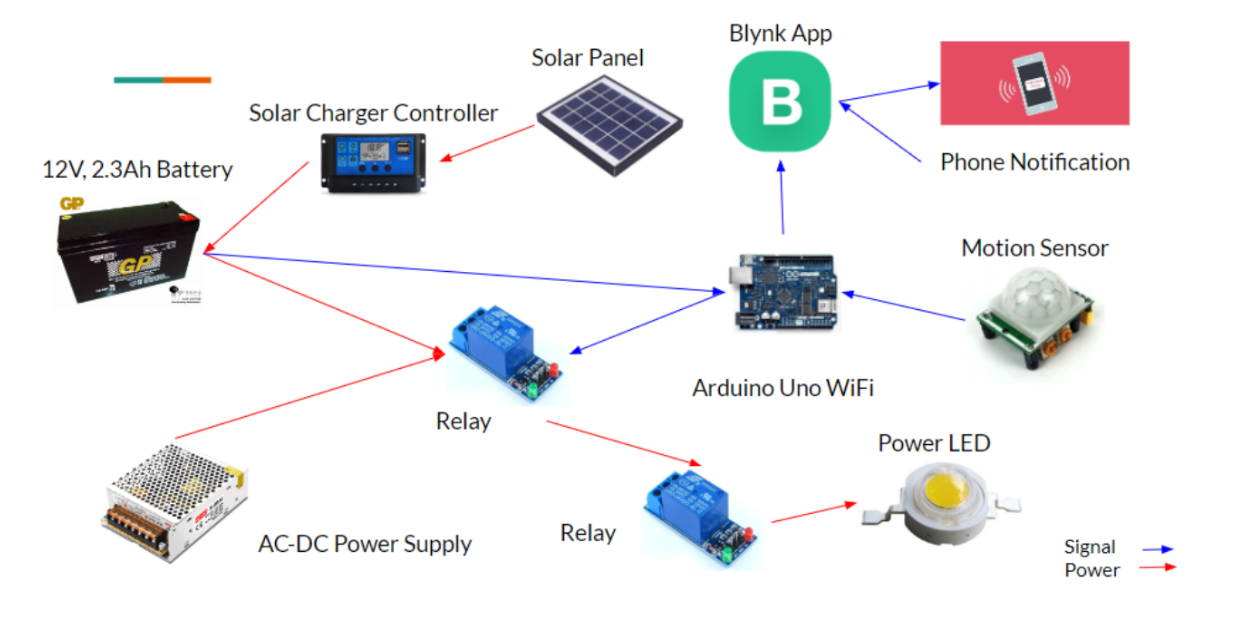 Blynk App
B
Solar Panel
Solar Charger Controller
Phone Notification
12V, 2.3Ah Battery
GP
GP
Motion Sensor
Arduino Uno WiFi
Relay
Power LED
Relay
AC-DC Power Supply
Signal
Power